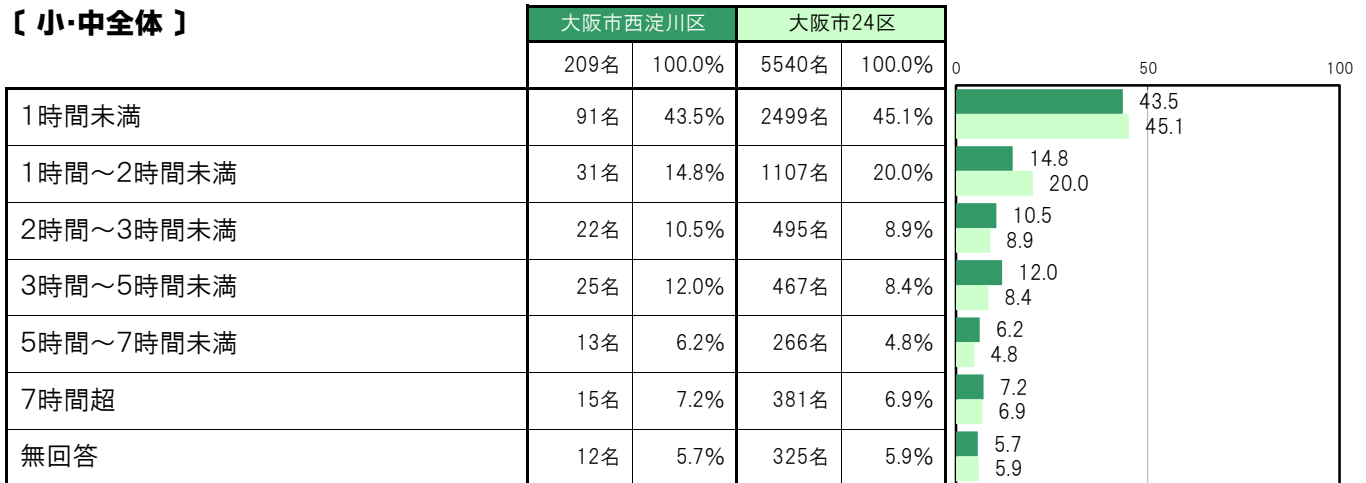 〔 小・中全体 〕
大阪市西淀川区 大阪市24区
209名 100.0% 5540名 100.0%
0 50 100
1時間未満 91名 43.5% 2499名 45.1%
43.5
45.1
1時間～2時間未満 31名 14.8% 1107名 20.0%
14.8
20.0
2時間～3時間未満 22名 10.5% 495名 8.9%
10.5
8.9
3時間～5時間未満 25名 12.0% 467名 8.4%
12.0
8.4
5時間～7時間未満 13名 6.2% 266名 4.8%
6.2
4.8
7時間超 15名 7.2% 381名 6.9%
7.2
6.9
無回答 12名 5.7% 325名 5.9%
5.7
5.9